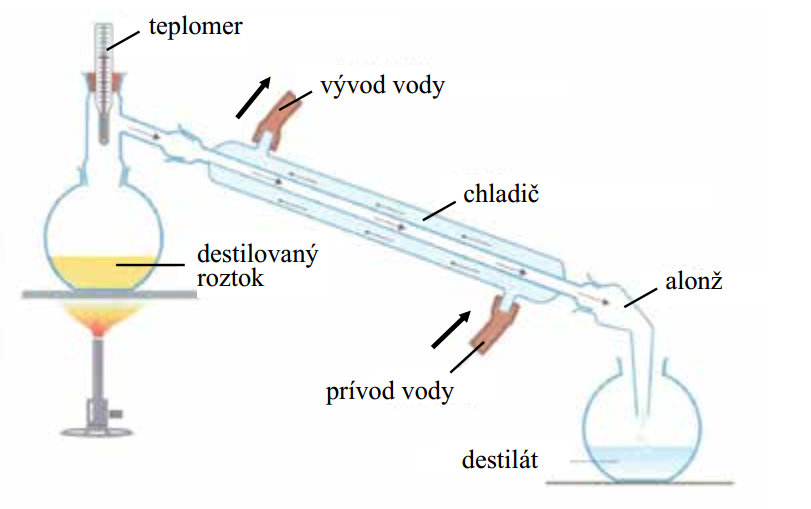 teplomer
vývod vody
chladič
destilovaný
roztok
alonž
prívod vody
destilát